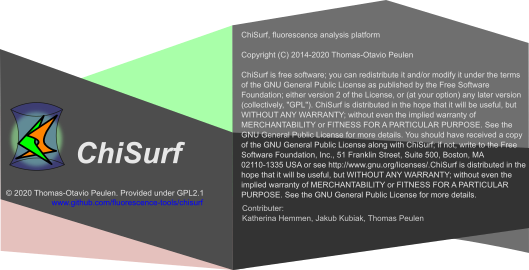 ChiSurf, fluorescence analysis platform
Copyright (C) 2014-2020 Thomas-Otavio Peulen
ChiSurf is free software; you can redistribute it and/or modify it under the terms
of the GNU General Public License as published by the Free Software
Foundation; either version 2 of the License, or (at your option) any later version
(collectively, "GPL"). ChiSurf is distributed in the hope that it will be useful, but
WITHOUT ANY WARRANTY; without even the implied warranty of
MERCHANTABILITY or FITNESS FOR A PARTICULAR PURPOSE. See the
GNU General Public License for more details. You should have received a copy
of the GNU General Public License along with ChiSurf; if not, write to the Free
Software Foundation, Inc., 51 Franklin Street, Suite 500, Boston, MA
02110-1335 USA or see http://www.gnu.org/licenses/.ChiSurf is distributed in the
hope that it will be useful, but WITHOUT ANY WARRANTY; without even the
implied warranty of MERCHANTABILITY or FITNESS FOR A PARTICULAR
PURPOSE. See the GNU General Public License for more details.
Contributer:
Katherina Hemmen, Jakub Kubiak, Thomas Peulen
ChiSurf
© 2020 Thomas-Otavio Peulen. Provided under GPL2.1
www.github.com/fluorescence-tools/chisurf